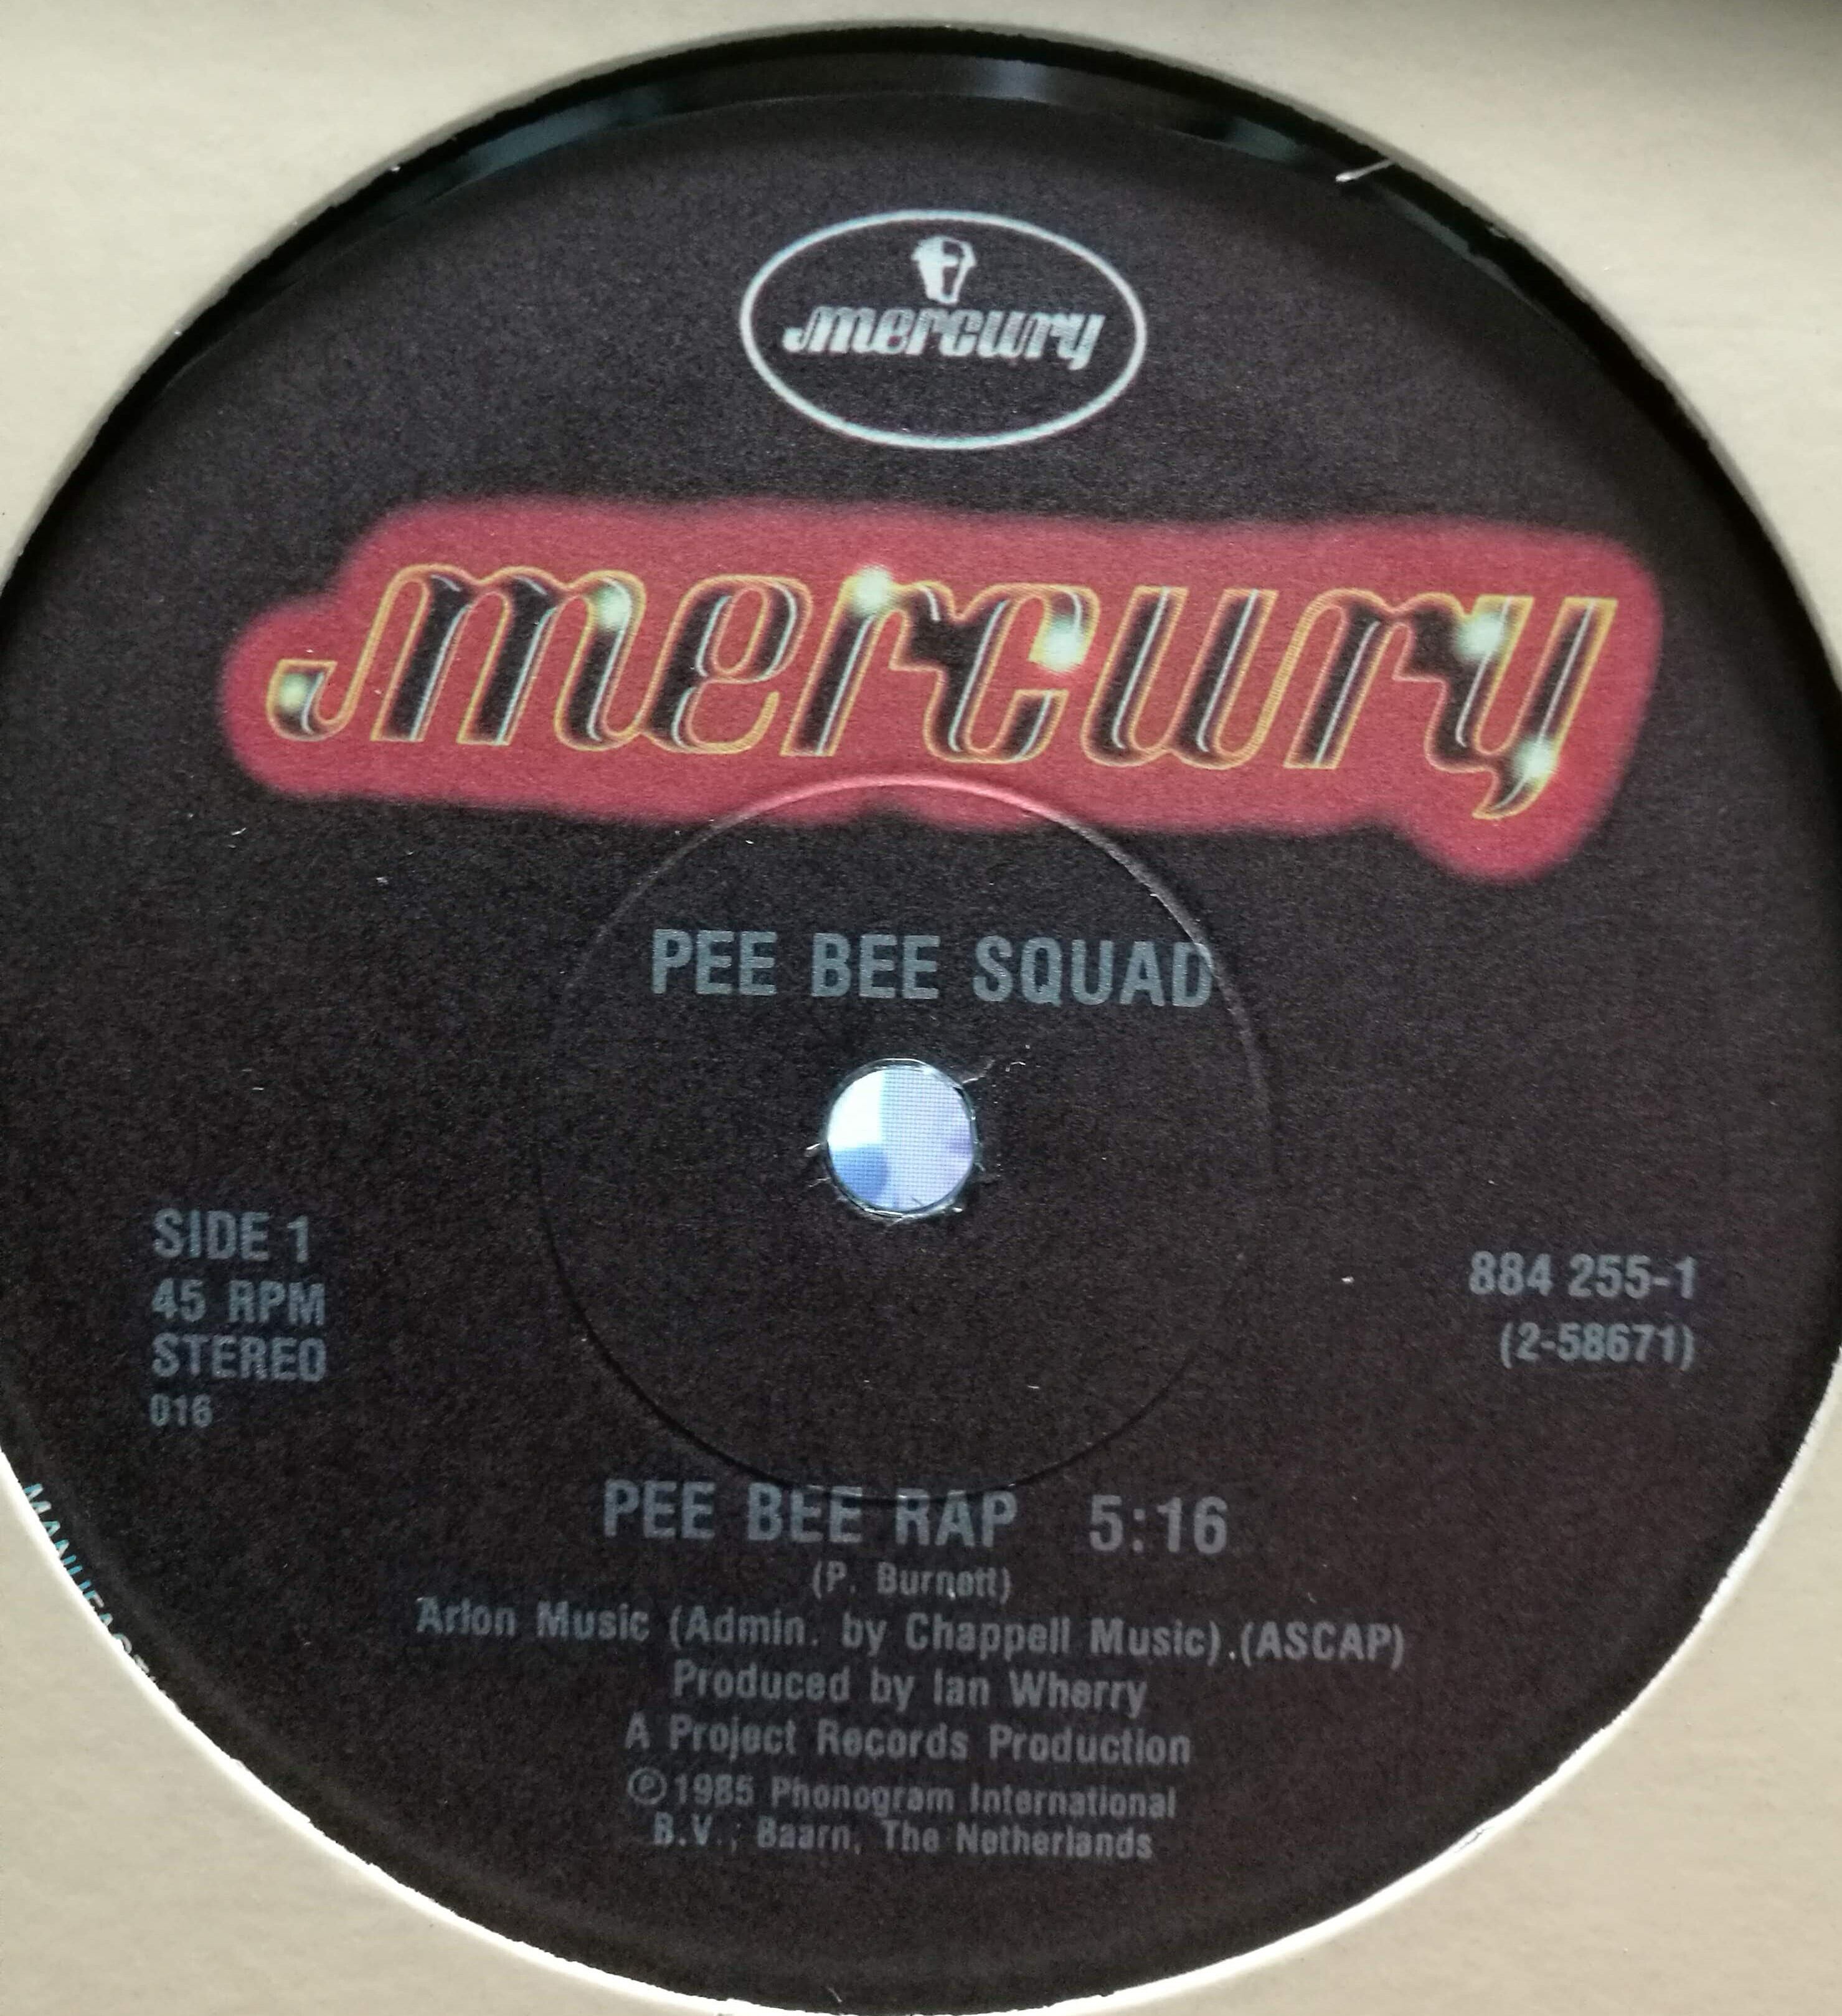 mercury
mercury
PEE BEE SQUAD
SIDE 1
45 RPM
STEREO
016
884 255-1
(2-58671)
PEE BEE RAP 5:16
(P. Burnett)
Arlon Music (Admin. by Chappell Music).(ASCAP)
Produced by Ian Wherry
A Project Records Production
℗ 1985 Phonogram International
B.V., Baarn, The Netherlands